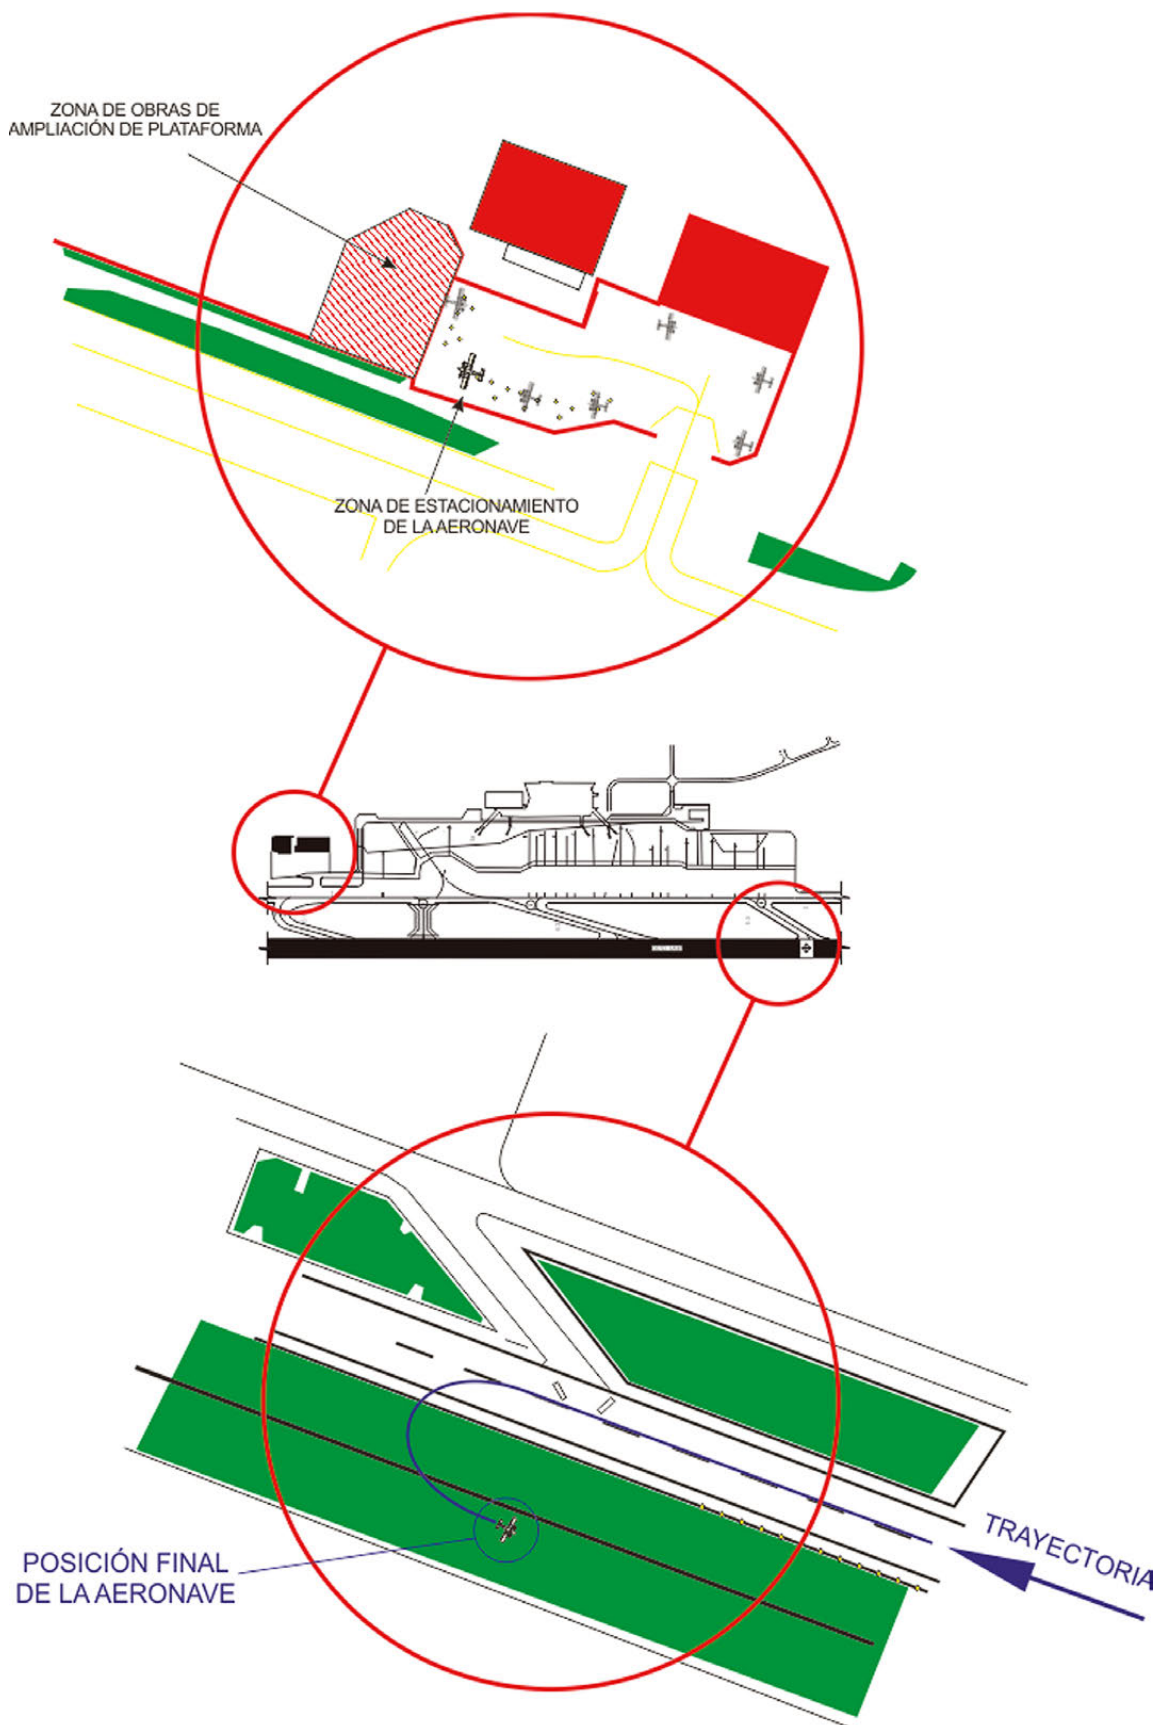 ZONA DE OBRAS DE
AMPLIACIÓN DE PLATAFORMA
ZONA DE ESTACIONAMIENTO
DE LA AERONAVE
TRAYECTORIA
POSICIÓN FINAL
DE LA AERONAVE